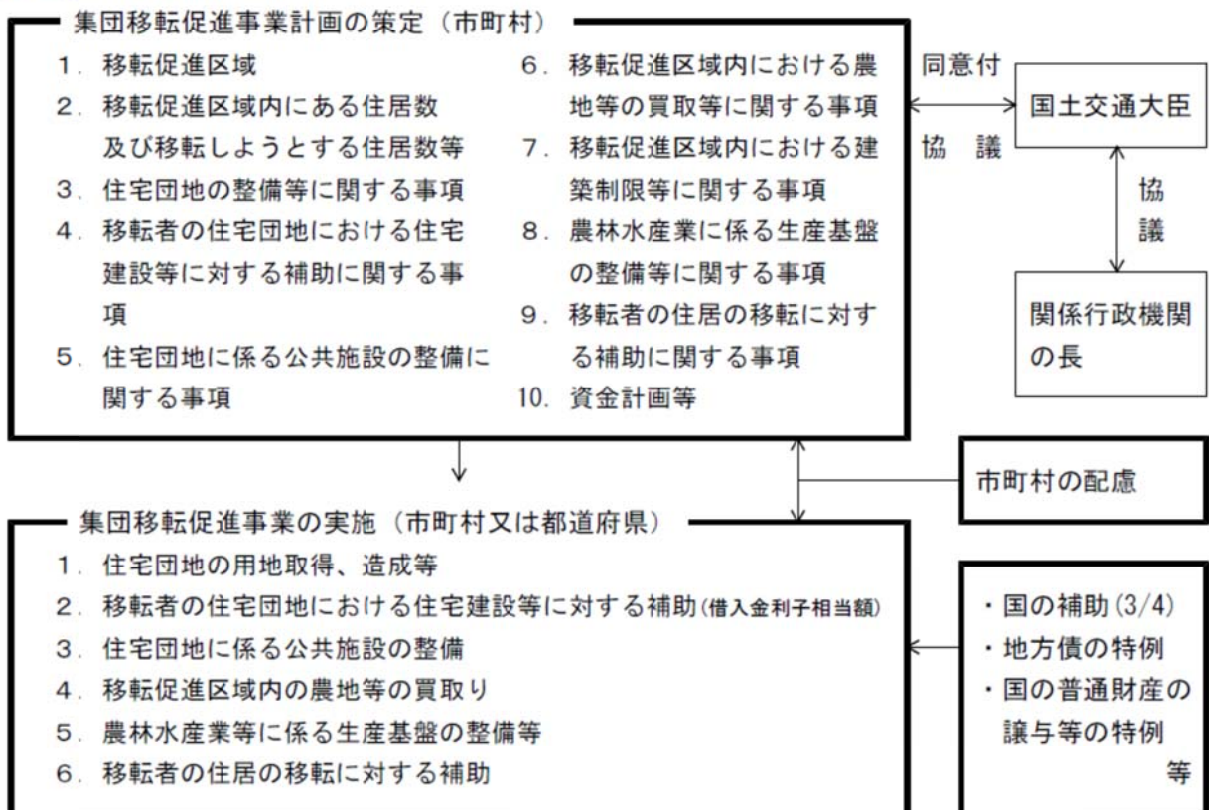 集団移転促進事業計画の策定（市町村）
１．移転促進区域
２．移転促進区域内にある住居数
及び移転しようとする住居数等
３．住宅団地の整備等に関する事項
４．移転者の住宅団地における住宅
建設等に対する補助に関する事
項
５．住宅団地に係る公共施設の整備に
関する事項
６．移転促進区域内における農
地等の買取等に関する事項
７．移転促進区域内における建
築制限等に関する事項
８．農林水産業に係る生産基盤
の整備等に関する事項
９．移転者の住居の移転に対す
る補助に関する事項
10．資金計画等
同意付
協　議
国土交通大臣
協
議
関係行政機関
の長
市町村の配慮
集団移転促進事業の実施（市町村又は都道府県）
１．住宅団地の用地取得、造成等
２．移転者の住宅団地における住宅建設等に対する補助(借入金利子相当額)
３．住宅団地に係る公共施設の整備
４．移転促進区域内の農地等の買取り
５．農林水産業等に係る生産基盤の整備等
６．移転者の住居の移転に対する補助
・国の補助(3/4)
・地方債の特例
・国の普通財産の
譲与等の特例
等